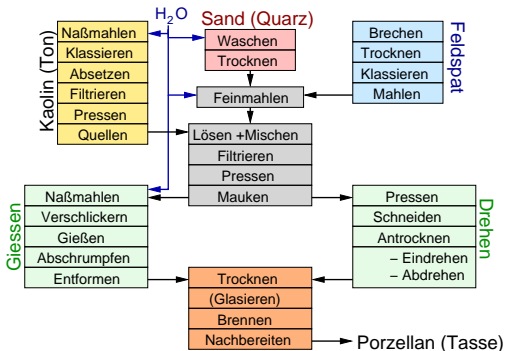 H2O
Sand (Quarz)
Kaolin (Ton)
Naßmahlen
Klassieren
Absetzen
Filtrieren
Pressen
Quellen
Waschen
Trocknen
Feldspat
Brechen
Trocknen
Klassieren
Mahlen
Feinmahlen
Lösen +Mischen
Filtrieren
Pressen
Mauken
Giessen
Naßmahlen
Verschlickern
Gießen
Abschrumpfen
Entformen
Drehen
Pressen
Schneiden
Antrocknen
– Eindrehen
– Abdrehen
Trocknen
(Glasieren)
Brennen
Nachbereiten
Porzellan (Tasse)